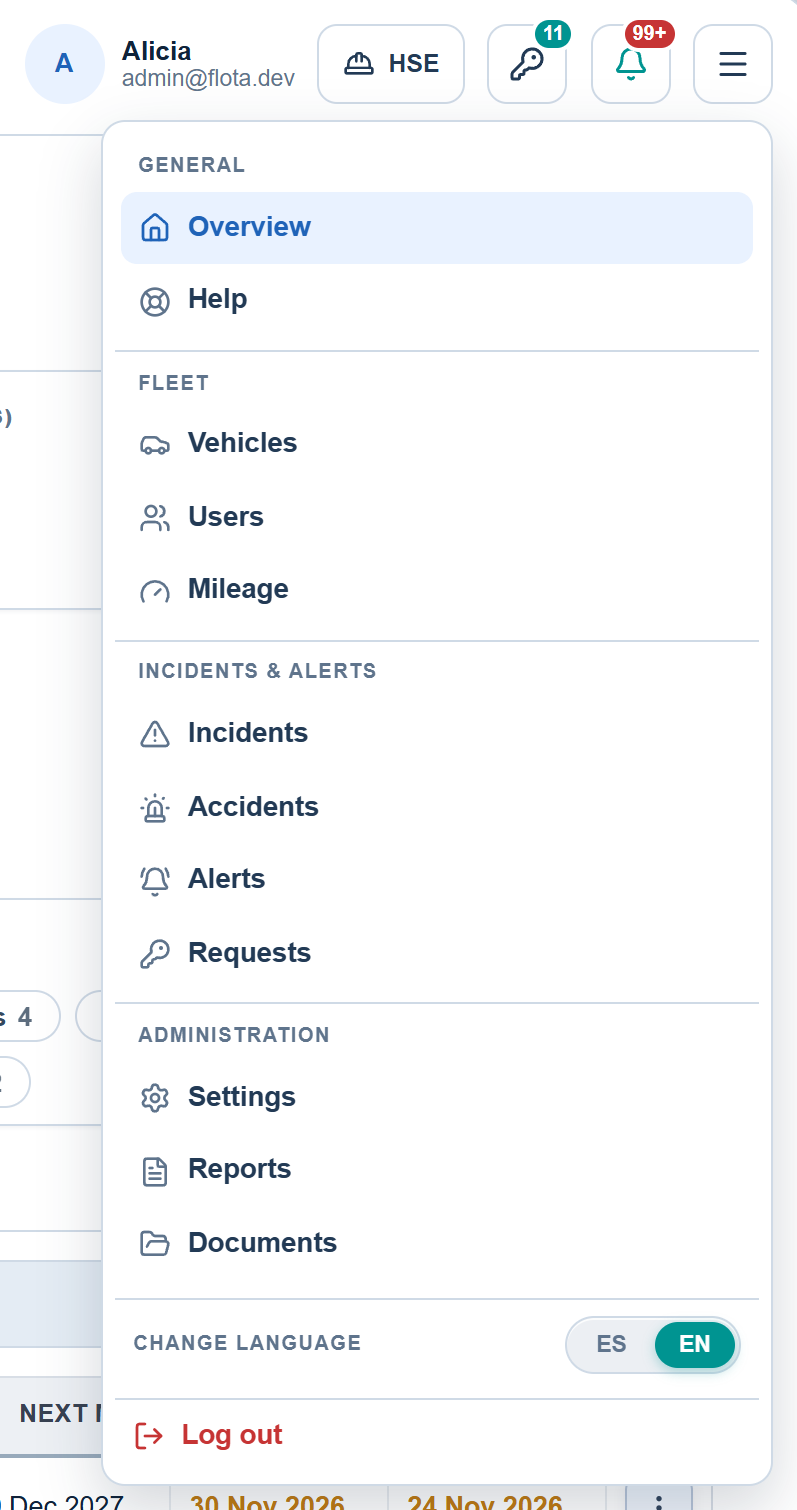 A
Alicia
admin@flota.dev
HSE
11
99+
GENERAL
Overview
Help
FLEET
Vehicles
Users
Mileage
INCIDENTS & ALERTS
Incidents
Accidents
Alerts
Requests
4
ADMINISTRATION
Settings
Reports
Documents
CHANGE LANGUAGE ES EN
NEXT
Log out
Dec 2027 30 Nov 2026 24 Nov 2026